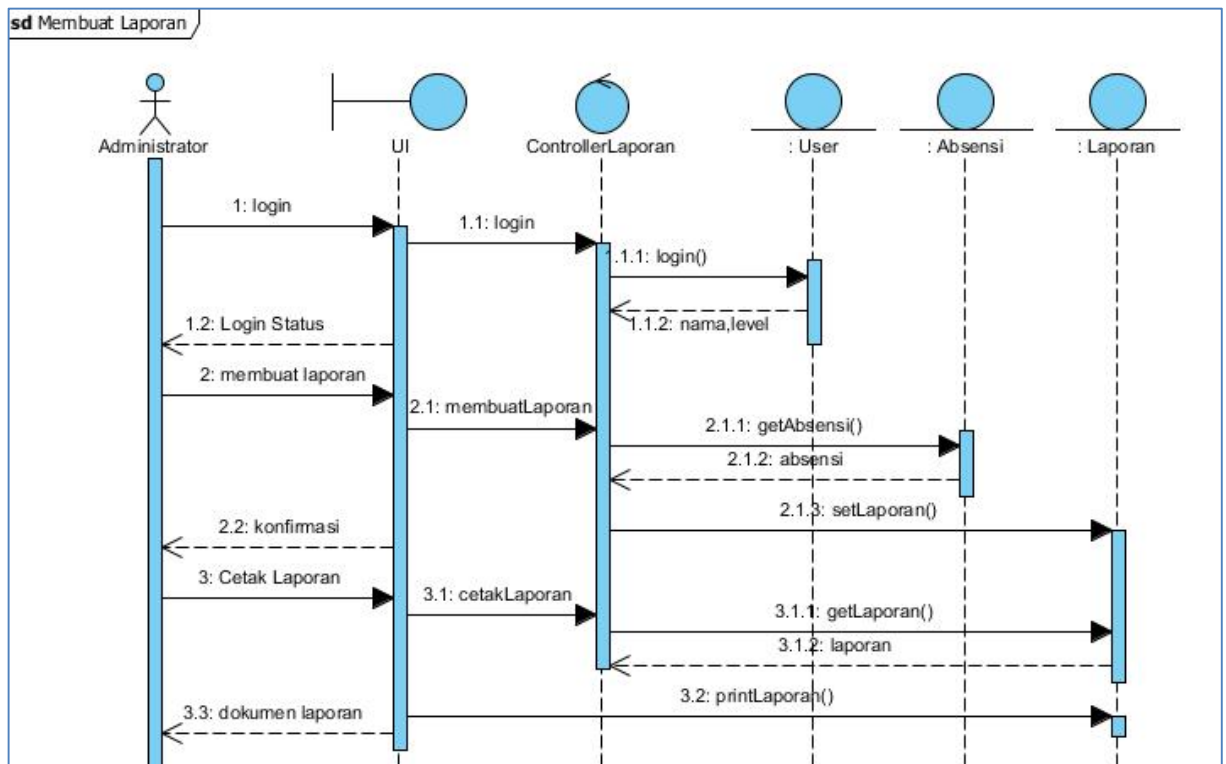 sd Membuat Laporan
Administrator
UI
ControllerLaporan
: User
: Absensi
: Laporan
1: login
1.1: login
1.1.1: login()
1.1.2: nama,level
1.2: Login Status
2: membuat laporan
2.1: membuatLaporan
2.1.1: getAbsensi()
2.1.2: absensi
2.1.3: setLaporan()
2.2: konfirmasi
3: Cetak Laporan
3.1: cetakLaporan
3.1.1: getLaporan()
3.1.2: laporan
3.2: printLaporan()
3.3: dokumen laporan